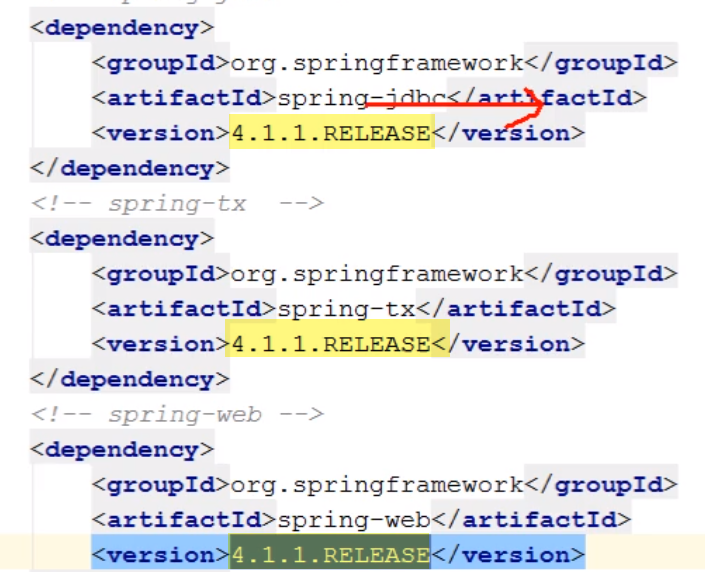 <dependency>
<groupId>org.springframework</groupId>
<artifactId>spring-jdbc</artifactId>
<version>4.1.1.RELEASE</version>
</dependency>
<!-- spring-tx  -->
<dependency>
<groupId>org.springframework</groupId>
<artifactId>spring-tx</artifactId>
<version>4.1.1.RELEASE</version>
</dependency>
<!-- spring-web -->
<dependency>
<groupId>org.springframework</groupId>
<artifactId>spring-web</artifactId>
<version>4.1.1.RELEASE</version>